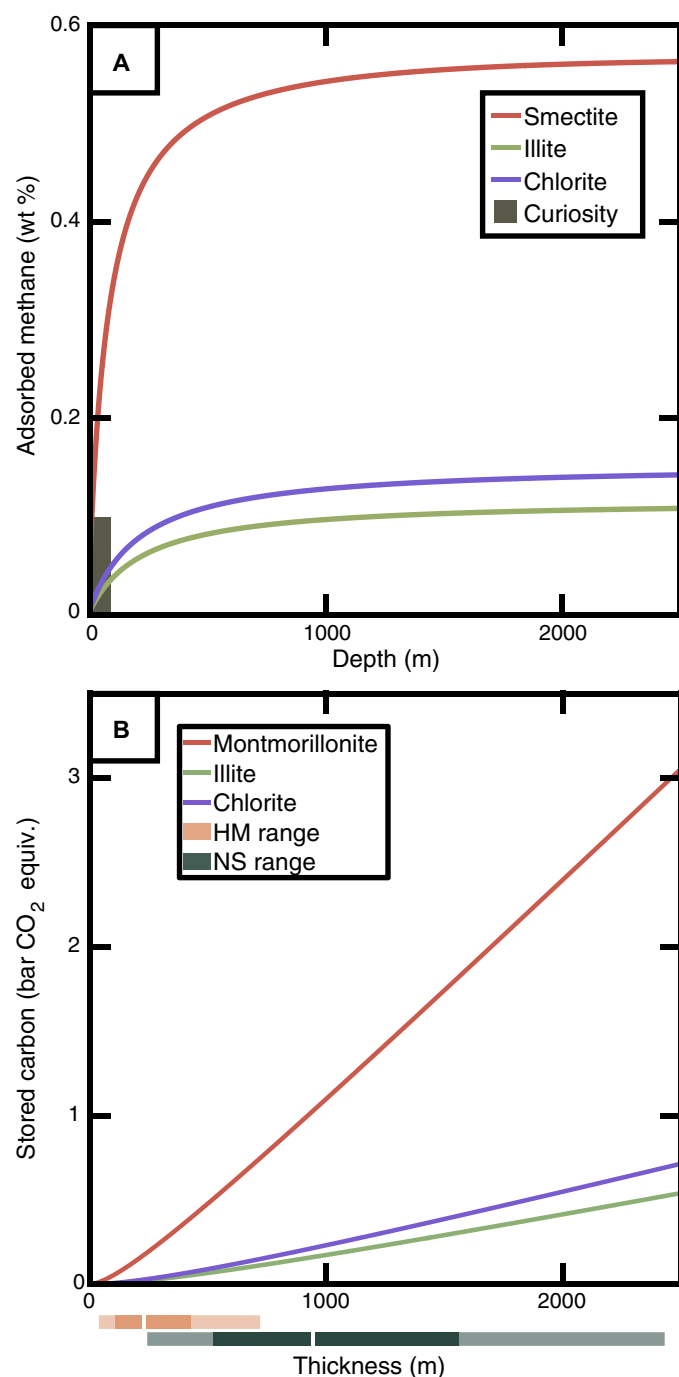 0.6
A
Smectite
Illite
Chlorite
Curiosity
0.4
0.2
0
Adsorbed methane (wt %)
0 1000 2000
Depth (m)
B
Montmorillonite
Illite
Chlorite
HM range
NS range
3
2
1
0
Stored carbon (bar CO₂ equiv.)
0 1000 2000
Thickness (m)